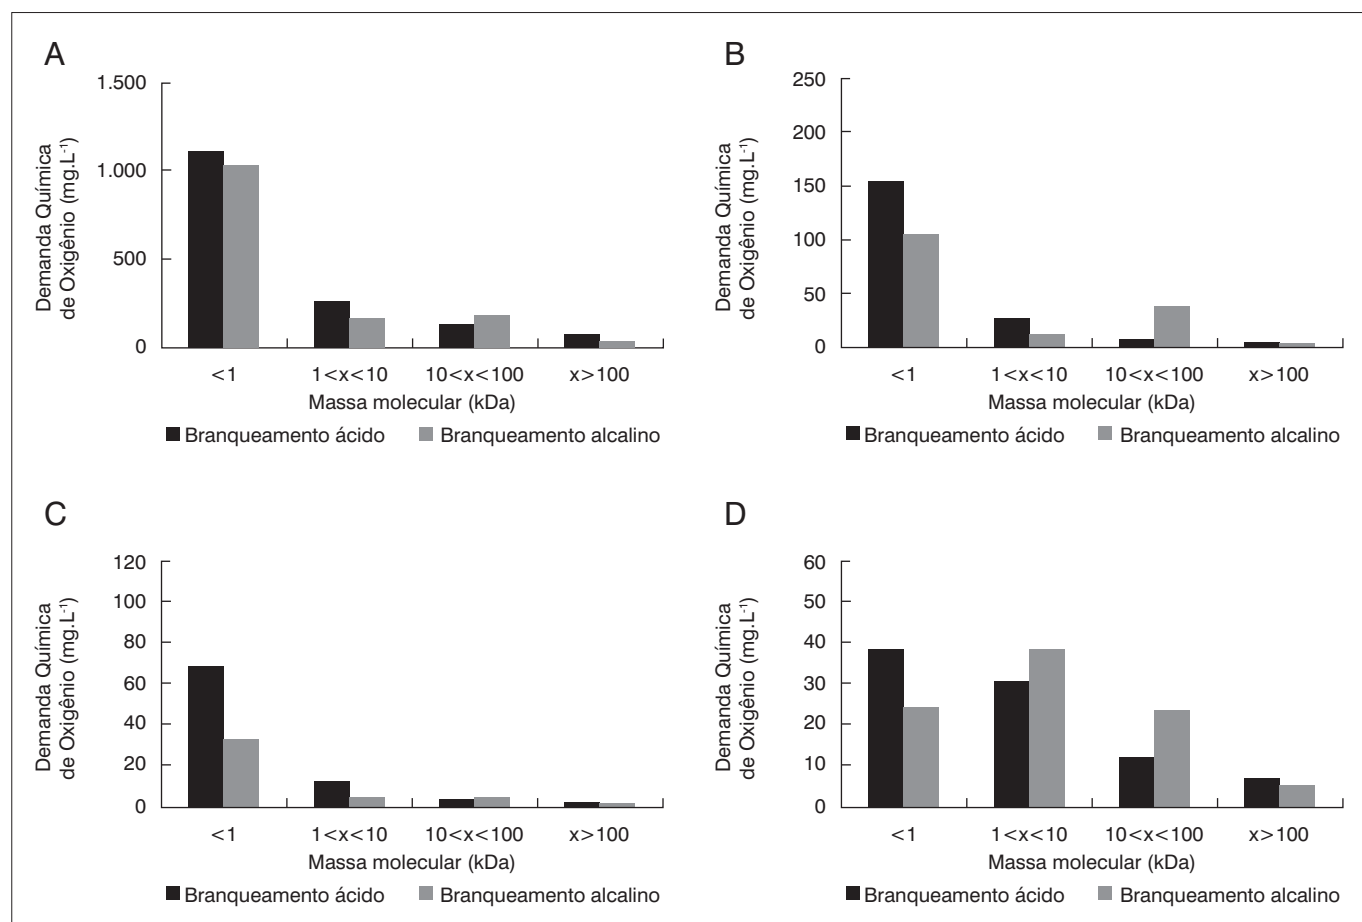 A
Demanda Química
de Oxigênio (mg.L⁻¹)
1.500
1.000
500
0
<1
1<x<10
10<x<100
x>100
Massa molecular (kDa)
Branqueamento ácido
Branqueamento alcalino
B
Demanda Química
de Oxigênio (mg.L⁻¹)
250
200
150
100
50
0
<1
1<x<10
10<x<100
x>100
Massa molecular (kDa)
Branqueamento ácido
Branqueamento alcalino
C
Demanda Química
de Oxigênio (mg.L⁻¹)
120
100
80
60
40
20
0
<1
1<x<10
10<x<100
x>100
Massa molecular (kDa)
Branqueamento ácido
Branqueamento alcalino
D
Demanda Química
de Oxigênio (mg.L⁻¹)
60
50
40
30
20
10
0
<1
1<x<10
10<x<100
x>100
Massa molecular (kDa)
Branqueamento ácido
Branqueamento alcalino